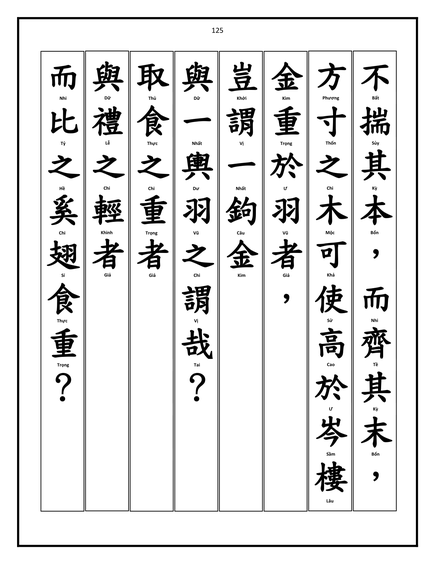 125
不揣其本，而齊其末，
Bất Sủy Kỳ Bổn Nhi Tề Kỳ Bổn
方寸之木可使高於岑樓
Phương Thốn Chi Mộc Khả Sử Cao Ư Sầm Lâu
金重於羽者，
Kim Trọng Ư Vũ Giả
豈謂一鉤金
Khởi Vị Nhất Câu Kim
與一輿羽之謂哉？
Dữ Nhất Dư Vũ Chi Vị Tai
取食之重者
Thủ Thực Chi Trọng Giả
與禮之輕者
Dữ Lễ Chi Khinh Giả
而比之奚翅食重？
Nhi Tỷ Hề Chi Sí Thực Trọng